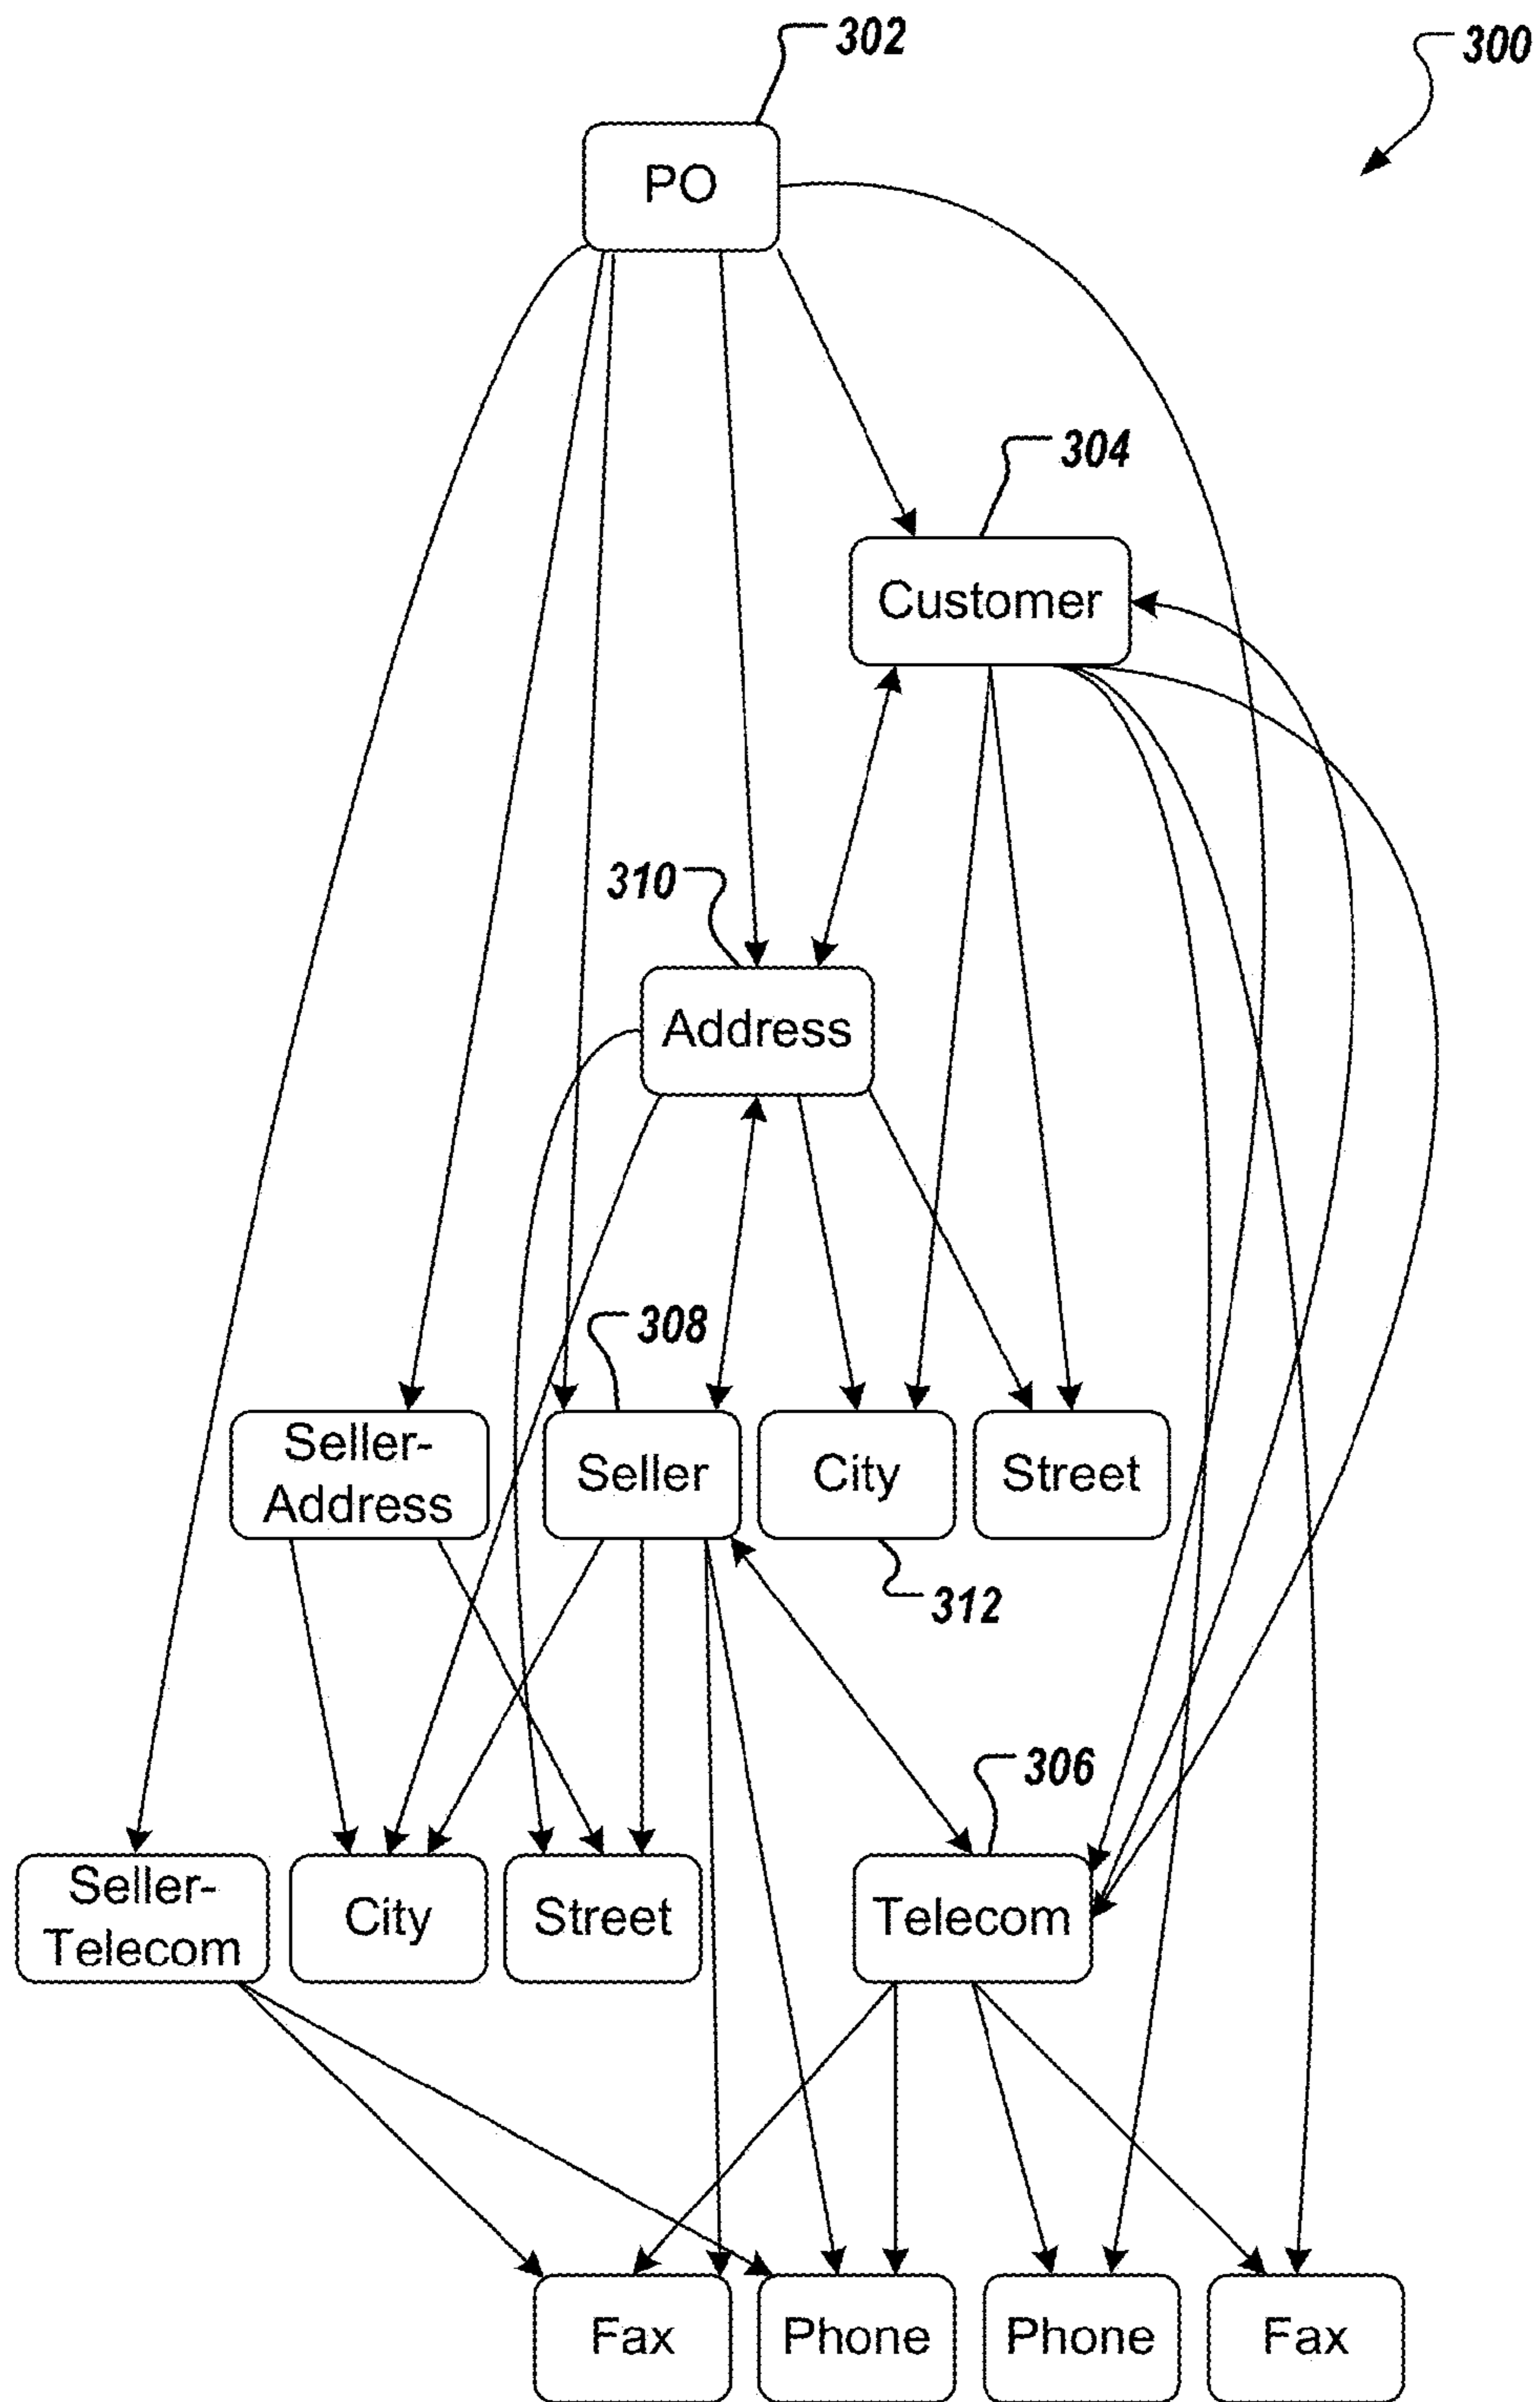 302
300
PO
304
Customer
310
Address
308
Seller-
Address
Seller
City
Street
312
306
Seller-
Telecom
City
Street
Telecom
Fax
Phone
Phone
Fax